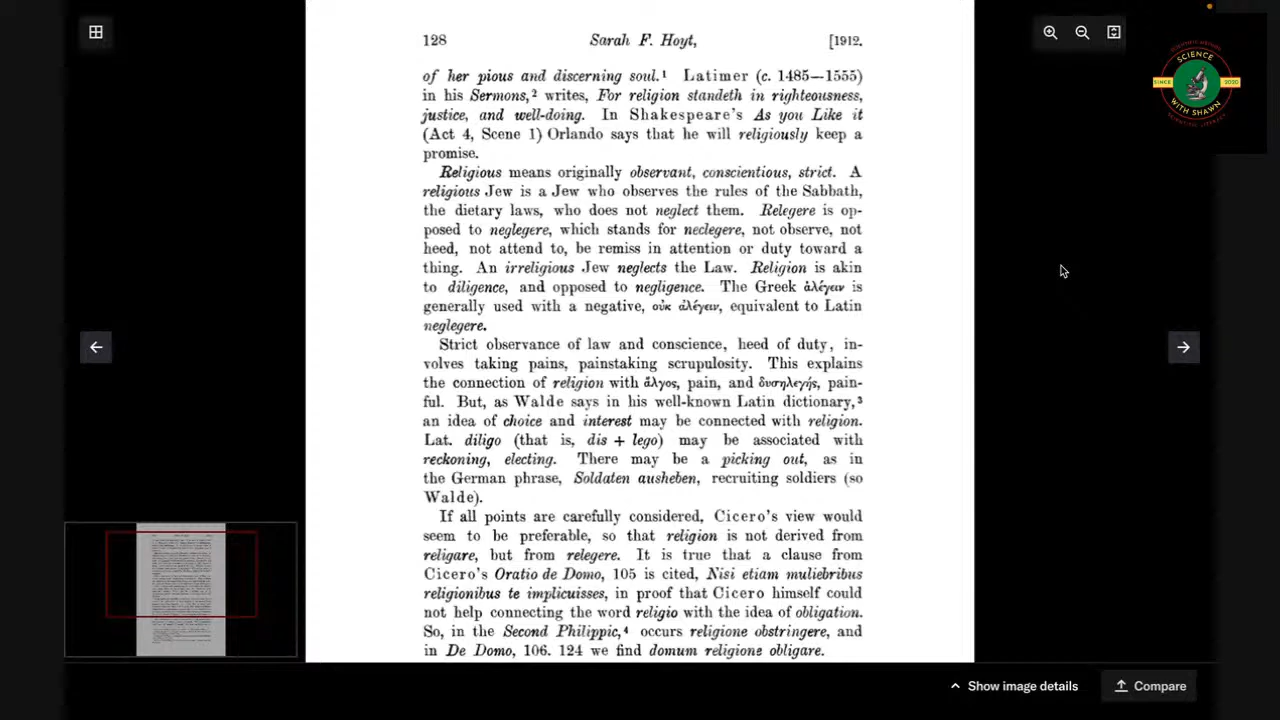 128 Sarah F. Hoyt, [1912.
of her pious and discerning soul.¹ Latimer (c. 1485—1555)
in his Sermons,² writes, For religion standeth in righteousness,
justice, and well-doing. In Shakespeare's As you Like it
(Act 4, Scene 1) Orlando says that he will religiously keep a
promise.
Religious means originally observant, conscientious, strict. A
religious Jew is a Jew who observes the rules of the Sabbath,
the dietary laws, who does not neglect them. Relegere is op-
posed to neglegere, which stands for neclegere, not observe, not
heed, not attend to, be remiss in attention or duty toward a
thing. An irreligious Jew neglects the Law. Religion is akin
to diligence, and opposed to negligence. The Greek ἀλέγειν is
generally used with a negative, οὐκ ἀλέγειν, equivalent to Latin
neglegere.
Strict observance of law and conscience, heed of duty, in-
volves taking pains, painstaking scrupulosity. This explains
the connection of religion with ἄλγος, pain, and δυσηλεγής, pain-
ful. But, as Walde says in his well-known Latin dictionary,³
an idea of choice and interest may be connected with religion.
Lat. diligo (that is, dis + lego) may be associated with
reckoning, electing. There may be a picking out, as in
the German phrase, Soldaten ausheben, recruiting soldiers (so
Walde).
If all points are carefully considered, Cicero's view would
seem to be preferable, so that religion is not derived from
religare, but from relegere. It is true that a clause from
Cicero's Oratio de Domo, 105 is cited, Nisi etiam muliebribus
religionibus te implicuisses, in proof that Cicero himself could
not help connecting the word religio with the idea of obligation.
So, in the Second Philippic,⁴ occurs religione obstringere, and
in De Domo, 106. 124 we find domum religione obligare.
SCIENCE
SINCE 2020
WITH SHAWN
SCIENTIFIC LITERACY
Show image details
Compare